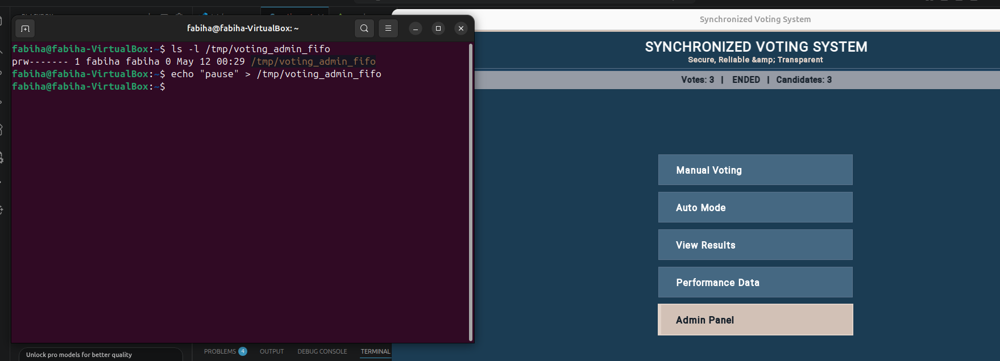 fabiha@fabiha-VirtualBox: ~
fabiha@fabiha-VirtualBox:~$ ls -l /tmp/voting_admin_fifo
prw------- 1 fabiha fabiha 0 May 12 00:29 /tmp/voting_admin_fifo
fabiha@fabiha-VirtualBox:~$ echo "pause" > /tmp/voting_admin_fifo
fabiha@fabiha-VirtualBox:~$
Unlock pro models for better quality
PROBLEMS 4 OUTPUT DEBUG CONSOLE TERMINAL
Synchronized Voting System
SYNCHRONIZED VOTING SYSTEM
Secure, Reliable &amp; Transparent
Votes: 3 | ENDED | Candidates: 3
Manual Voting
Auto Mode
View Results
Performance Data
Admin Panel